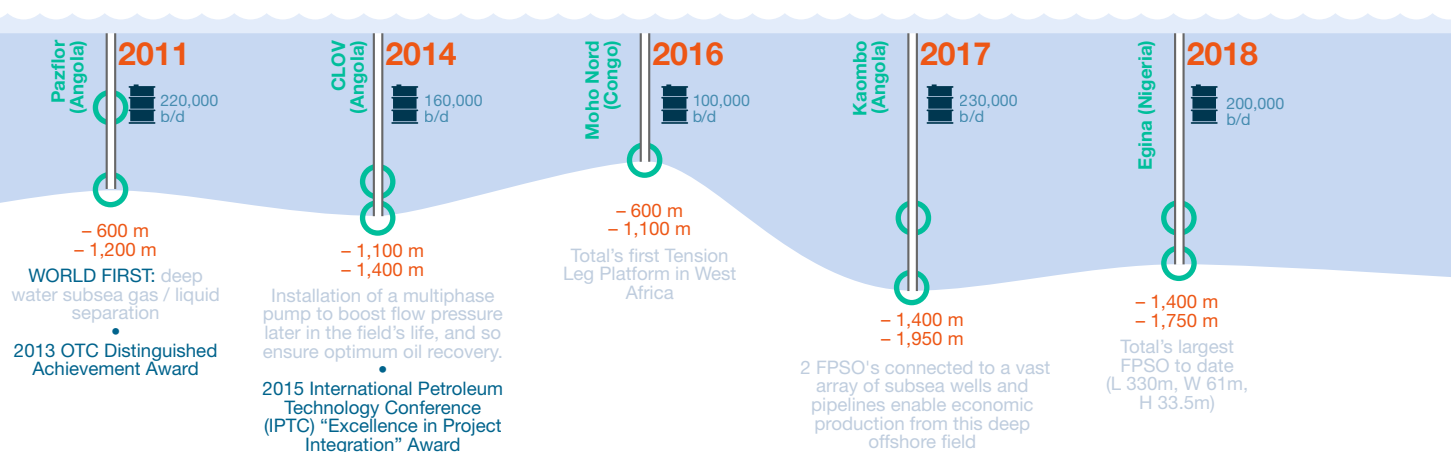 Pazflor
(Angola)
2011
220,000
b/d
– 600 m
– 1,200 m
WORLD FIRST: deep
water subsea gas / liquid
separation
•
2013 OTC Distinguished
Achievement Award
CLOV
(Angola)
2014
160,000
b/d
– 1,100 m
– 1,400 m
Installation of a multiphase
pump to boost flow pressure
later in the field's life, and so
ensure optimum oil recovery.
•
2015 International Petroleum
Technology Conference
(IPTC) “Excellence in Project
Integration” Award
Moho Nord
(Congo)
2016
100,000
b/d
– 600 m
– 1,100 m
Total’s first Tension
Leg Platform in West
Africa
Kaombo
(Angola)
2017
230,000
b/d
– 1,400 m
– 1,950 m
2 FPSO's connected to a vast
array of subsea wells and
pipelines enable economic
production from this deep
offshore field
Egina (Nigeria)
2018
200,000
b/d
– 1,400 m
– 1,750 m
Total’s largest
FPSO to date
(L 330m, W 61m,
H 33.5m)